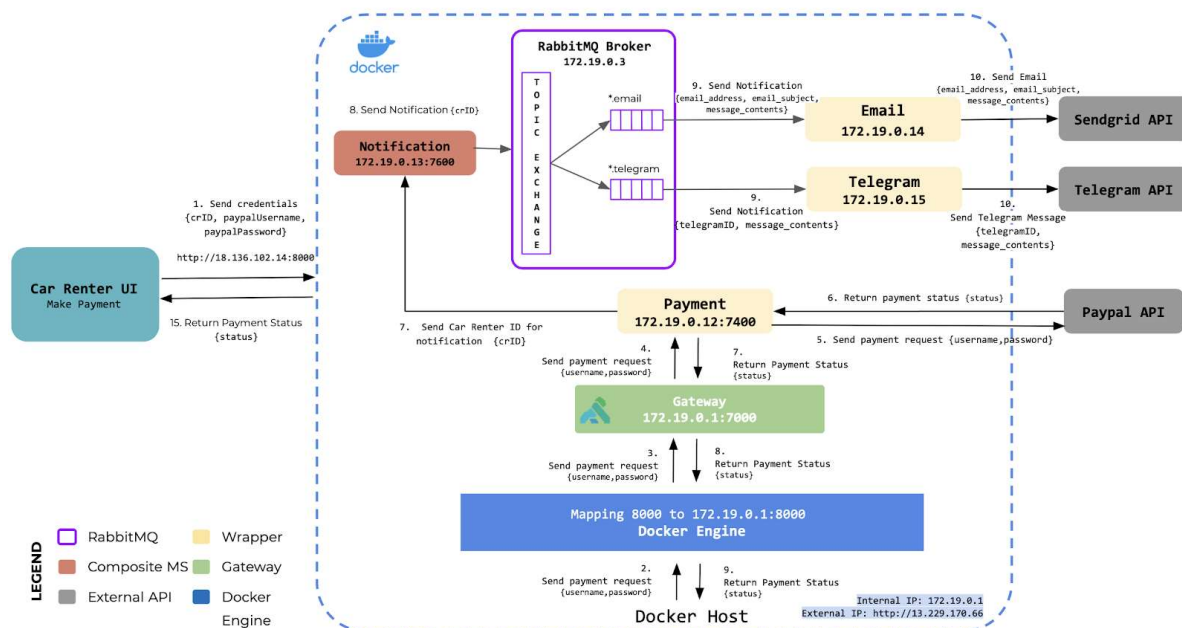 docker
RabbitMQ Broker
172.19.0.3
TOPIC EXCHANGE
*.email
*.telegram
8. Send Notification {crID}
Notification
172.19.0.13:7600
9. Send Notification
{email_address, email_subject,
message_contents}
Email
172.19.0.14
10. Send Email
{email_address, email_subject,
message_contents}
Sendgrid API
9.
Send Notification
{telegramID, message_contents}
Telegram
172.19.0.15
10.
Send Telegram Message
{telegramID,
message_contents}
Telegram API
1. Send credentials
{crID, paypalUsername,
paypalPassword}
http://18.136.102.14:8000
Car Renter UI
Make Payment
15. Return Payment Status
{status}
7. Send Car Renter ID for
notification {crID}
Payment
172.19.0.12:7400
6. Return payment status {status}
5. Send payment request {username,password}
Paypal API
4.
Send payment request
{username,password}
7.
Return Payment Status
{status}
Gateway
172.19.0.1:7000
3.
Send payment request
{username,password}
8.
Return Payment Status
{status}
Mapping 8000 to 172.19.0.1:8000
Docker Engine
2.
Send payment request
{username,password}
9.
Return Payment Status
{status}
Docker Host
Internal IP: 172.19.0.1
External IP: http://13.229.170.66
LEGEND
RabbitMQ
Composite MS
External API
Wrapper
Gateway
Docker
Engine